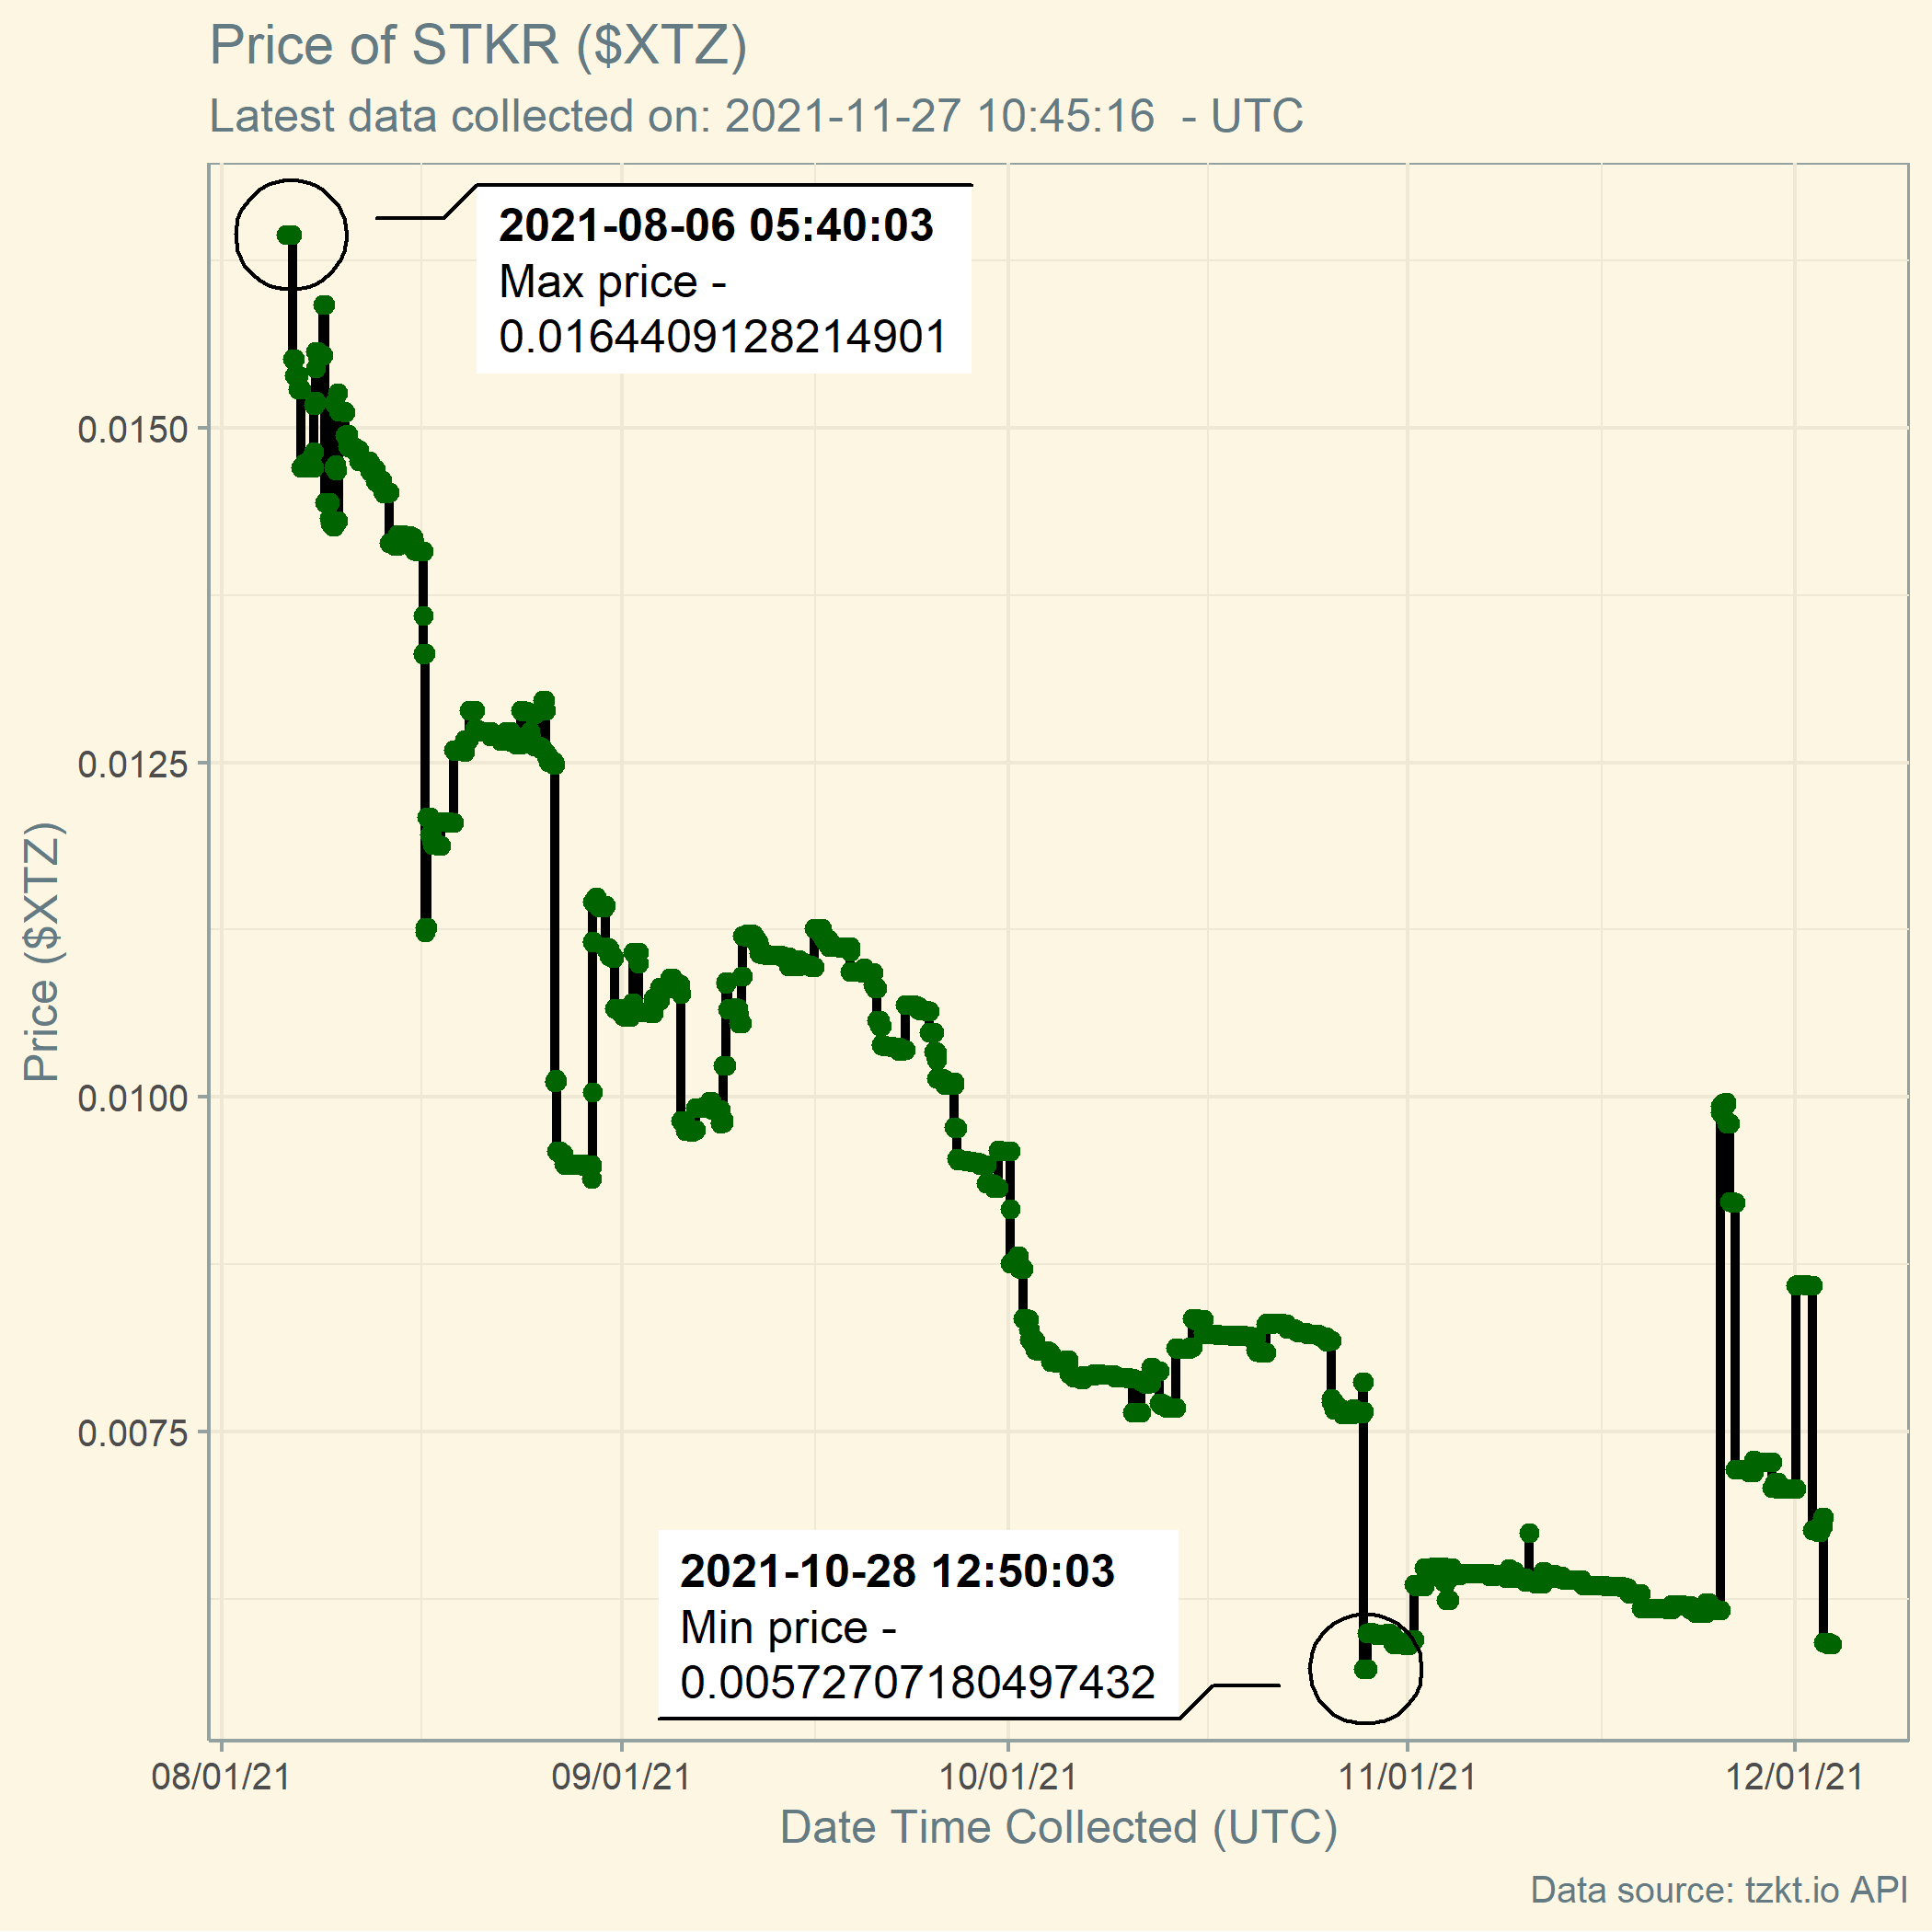 Price of STKR ($XTZ)
Latest data collected on: 2021-11-27 10:45:16  - UTC
2021-08-06 05:40:03
Max price -
0.0164409128214901
0.0150
0.0125
0.0100
0.0075
Price ($XTZ)
2021-10-28 12:50:03
Min price -
0.00572707180497432
08/01/21
09/01/21
10/01/21
11/01/21
12/01/21
Date Time Collected (UTC)
Data source: tzkt.io API